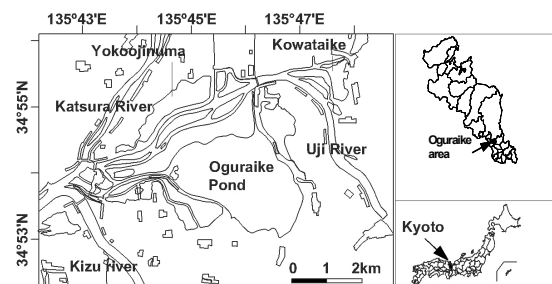 135°43'E 135°45'E 135°47'E
Yokoojinuma
Kowataike
34°55'N
Katsura River
Uji River
Oguraike
Pond
34°53'N
Kizu river
0 1 2km
Oguraike
area
Kyoto